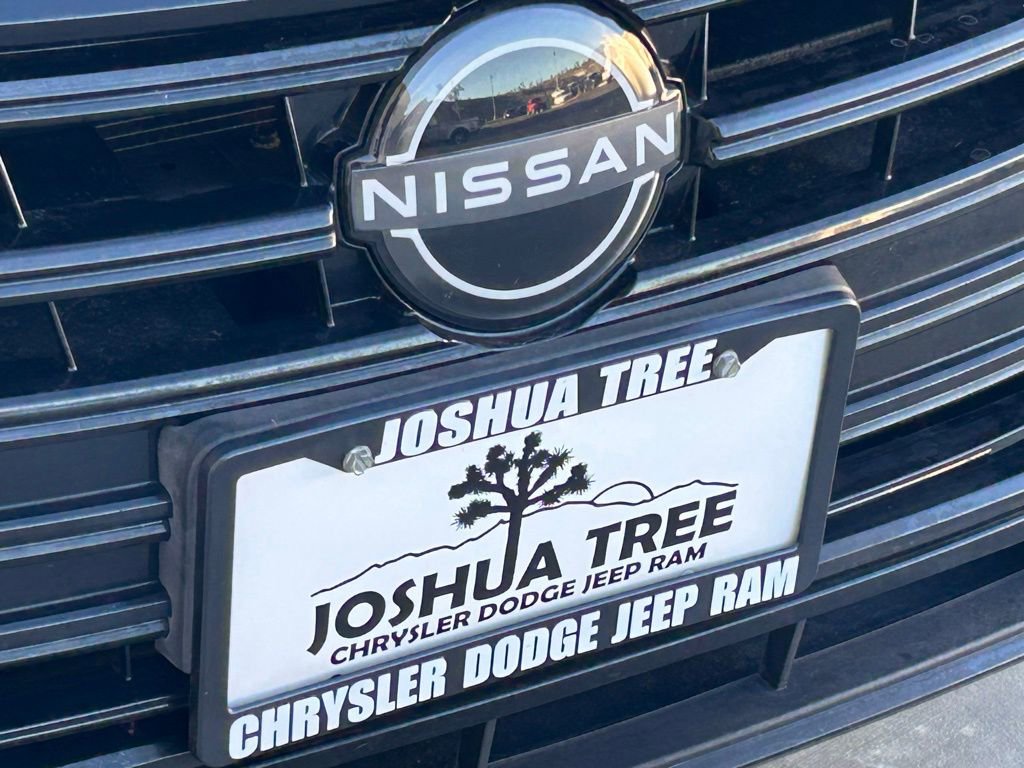 NISSAN
JOSHUA TREE
JOSHUA TREE
CHRYSLER DODGE JEEP RAM
CHRYSLER DODGE JEEP RAM